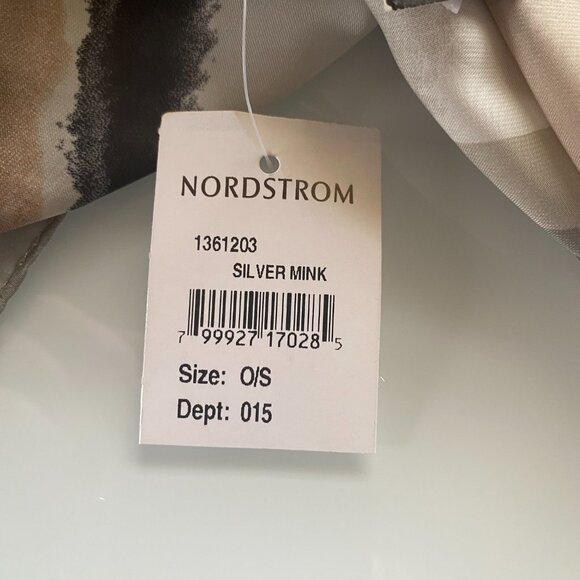 NORDSTROM
1361203
SILVER MINK
7 99927 17028 5
Size: O/S
Dept: 015